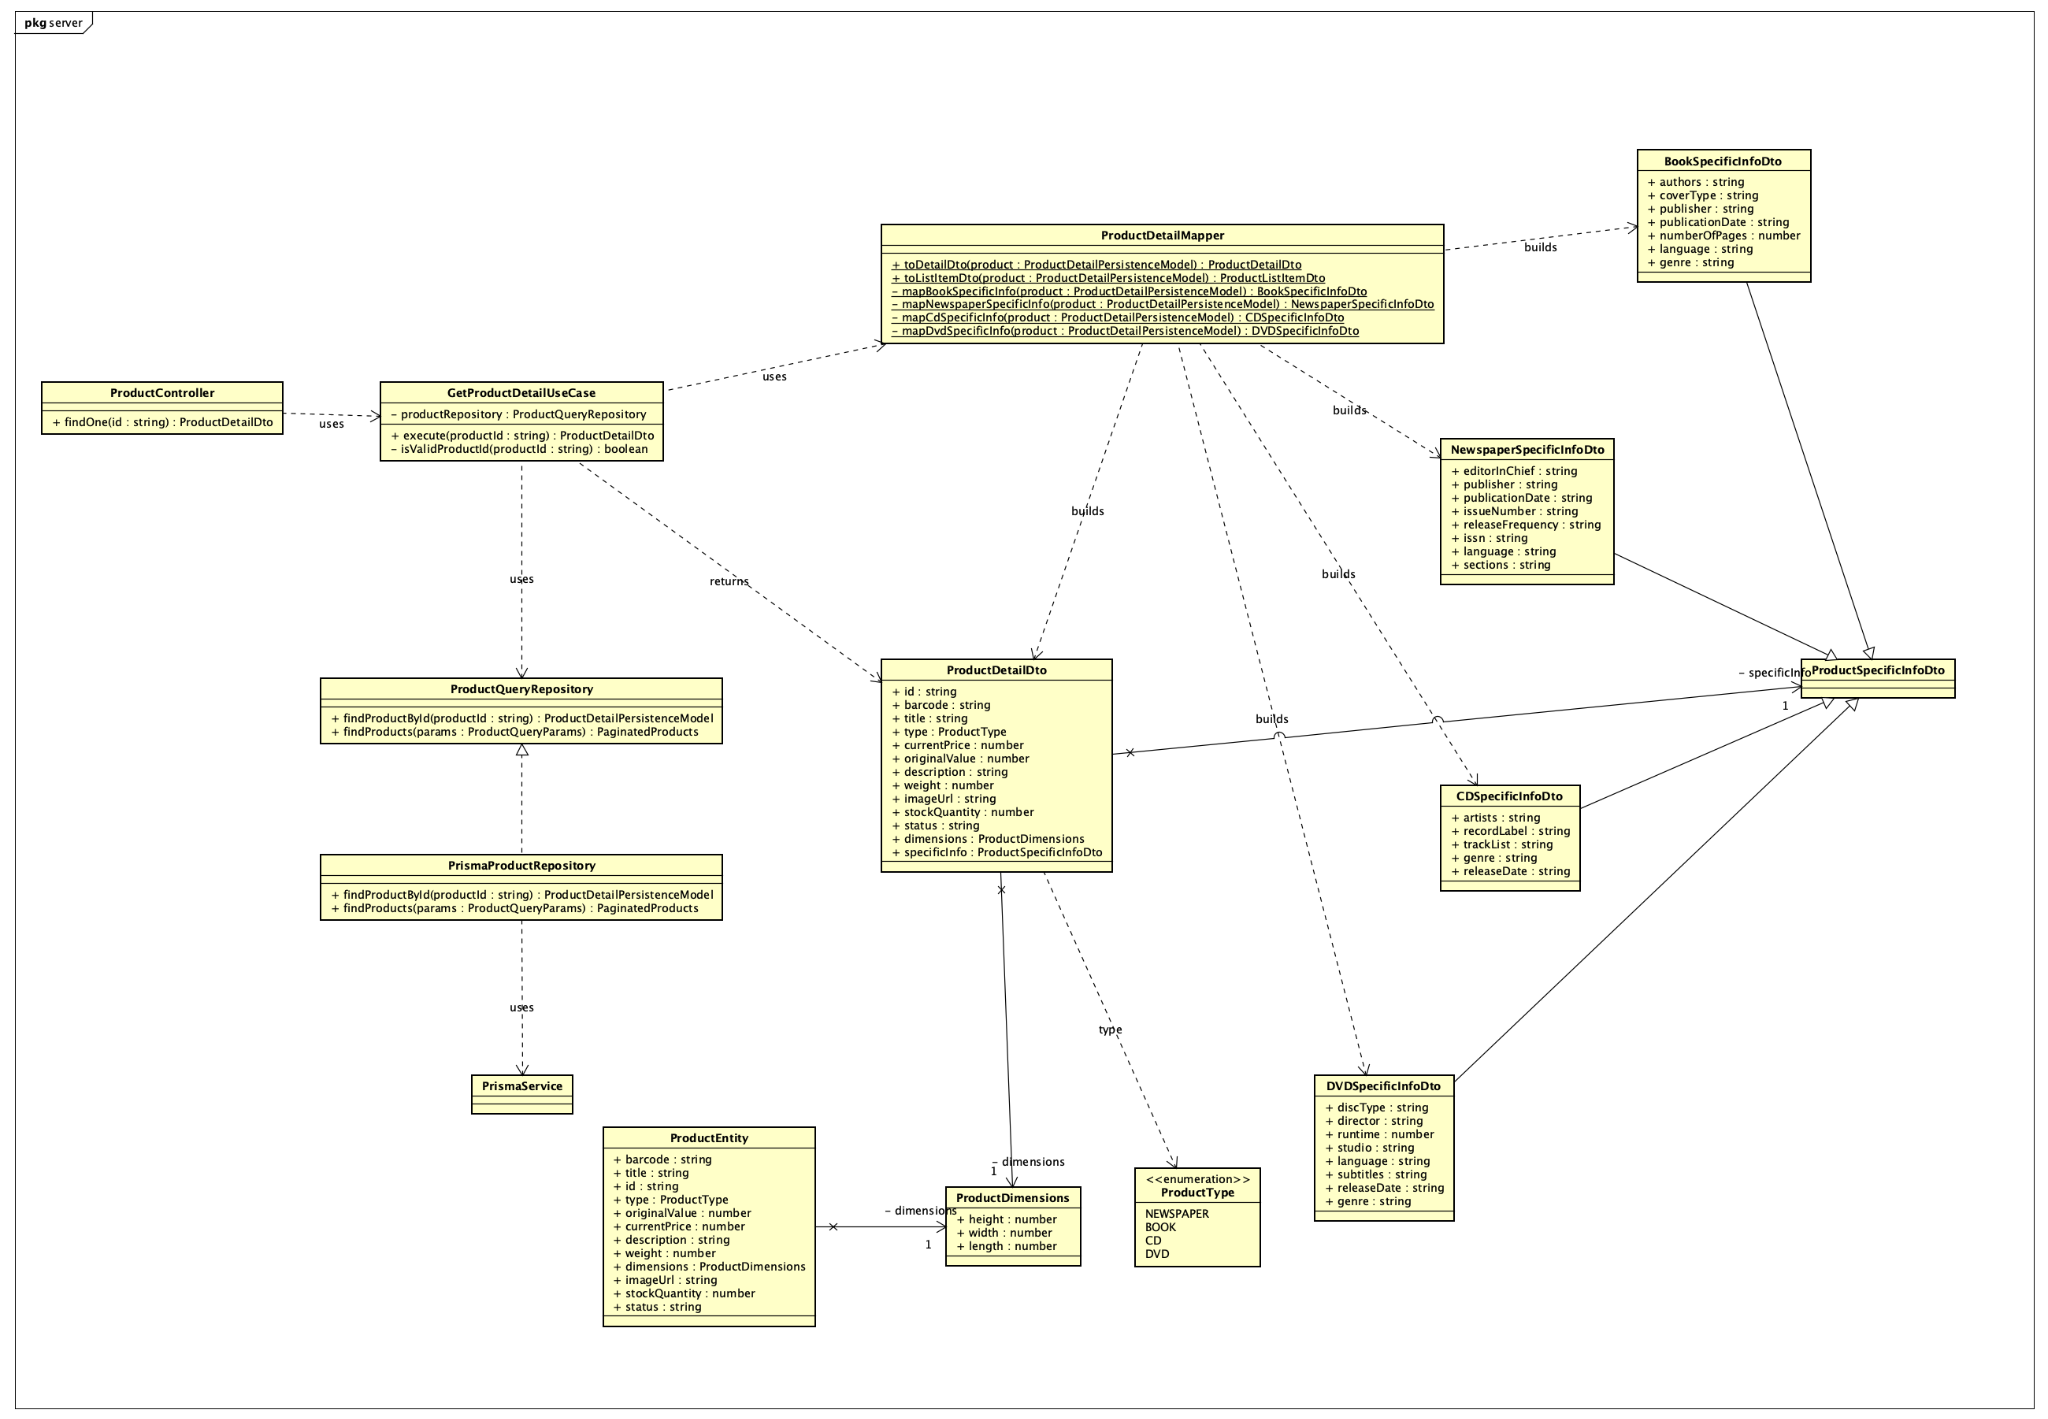 pkg server
BookSpecificInfoDto
+ authors : string
+ coverType : string
+ publisher : string
+ publicationDate : string
+ numberOfPages : number
+ language : string
+ genre : string
ProductDetailMapper
+ toDetailDto(product : ProductDetailPersistenceModel) : ProductDetailDto
+ toListItemDto(product : ProductDetailPersistenceModel) : ProductListItemDto
- mapBookSpecificInfo(product : ProductDetailPersistenceModel) : BookSpecificInfoDto
- mapNewspaperSpecificInfo(product : ProductDetailPersistenceModel) : NewspaperSpecificInfoDto
- mapCdSpecificInfo(product : ProductDetailPersistenceModel) : CDSpecificInfoDto
- mapDvdSpecificInfo(product : ProductDetailPersistenceModel) : DVDSpecificInfoDto
builds
uses
ProductController
+ findOne(id : string) : ProductDetailDto
uses
GetProductDetailUseCase
- productRepository : ProductQueryRepository
+ execute(productId : string) : ProductDetailDto
- isValidProductId(productId : string) : boolean
builds
NewspaperSpecificInfoDto
+ editorInChief : string
+ publisher : string
+ publicationDate : string
+ issueNumber : string
+ releaseFrequency : string
+ issn : string
+ language : string
+ sections : string
builds
builds
uses
returns
ProductQueryRepository
+ findProductById(productId : string) : ProductDetailPersistenceModel
+ findProducts(params : ProductQueryParams) : PaginatedProducts
ProductDetailDto
+ id : string
+ barcode : string
+ title : string
+ type : ProductType
+ currentPrice : number
+ originalValue : number
+ description : string
+ weight : number
+ imageUrl : string
+ stockQuantity : number
+ status : string
+ dimensions : ProductDimensions
+ specificInfo : ProductSpecificInfoDto
- specificInfo
1
ProductSpecificInfoDto
builds
CDSpecificInfoDto
+ artists : string
+ recordLabel : string
+ trackList : string
+ genre : string
+ releaseDate : string
PrismaProductRepository
+ findProductById(productId : string) : ProductDetailPersistenceModel
+ findProducts(params : ProductQueryParams) : PaginatedProducts
uses
type
PrismaService
DVDSpecificInfoDto
+ discType : string
+ director : string
+ runtime : number
+ studio : string
+ language : string
+ subtitles : string
+ releaseDate : string
+ genre : string
ProductEntity
+ barcode : string
+ title : string
+ id : string
+ type : ProductType
+ originalValue : number
+ currentPrice : number
+ description : string
+ weight : number
+ dimensions : ProductDimensions
+ imageUrl : string
+ stockQuantity : number
+ status : string
- dimensions
1
- dimensions
1
ProductDimensions
+ height : number
+ width : number
+ length : number
<<enumeration>>
ProductType
NEWSPAPER
BOOK
CD
DVD